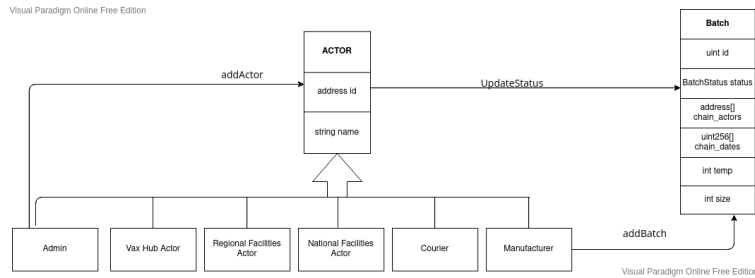 Visual Paradigm Online Free Edition
Batch
ACTOR
uint id
addActor
UpdateStatus
BatchStatus status
address id
address[]
chain_actors
string name
uint256[]
chain_dates
int temp
int size
addBatch
Admin
Vax Hub Actor
Regional Facilities
Actor
National Facilities
Actor
Courier
Manufacturer
Visual Paradigm Online Free Edition